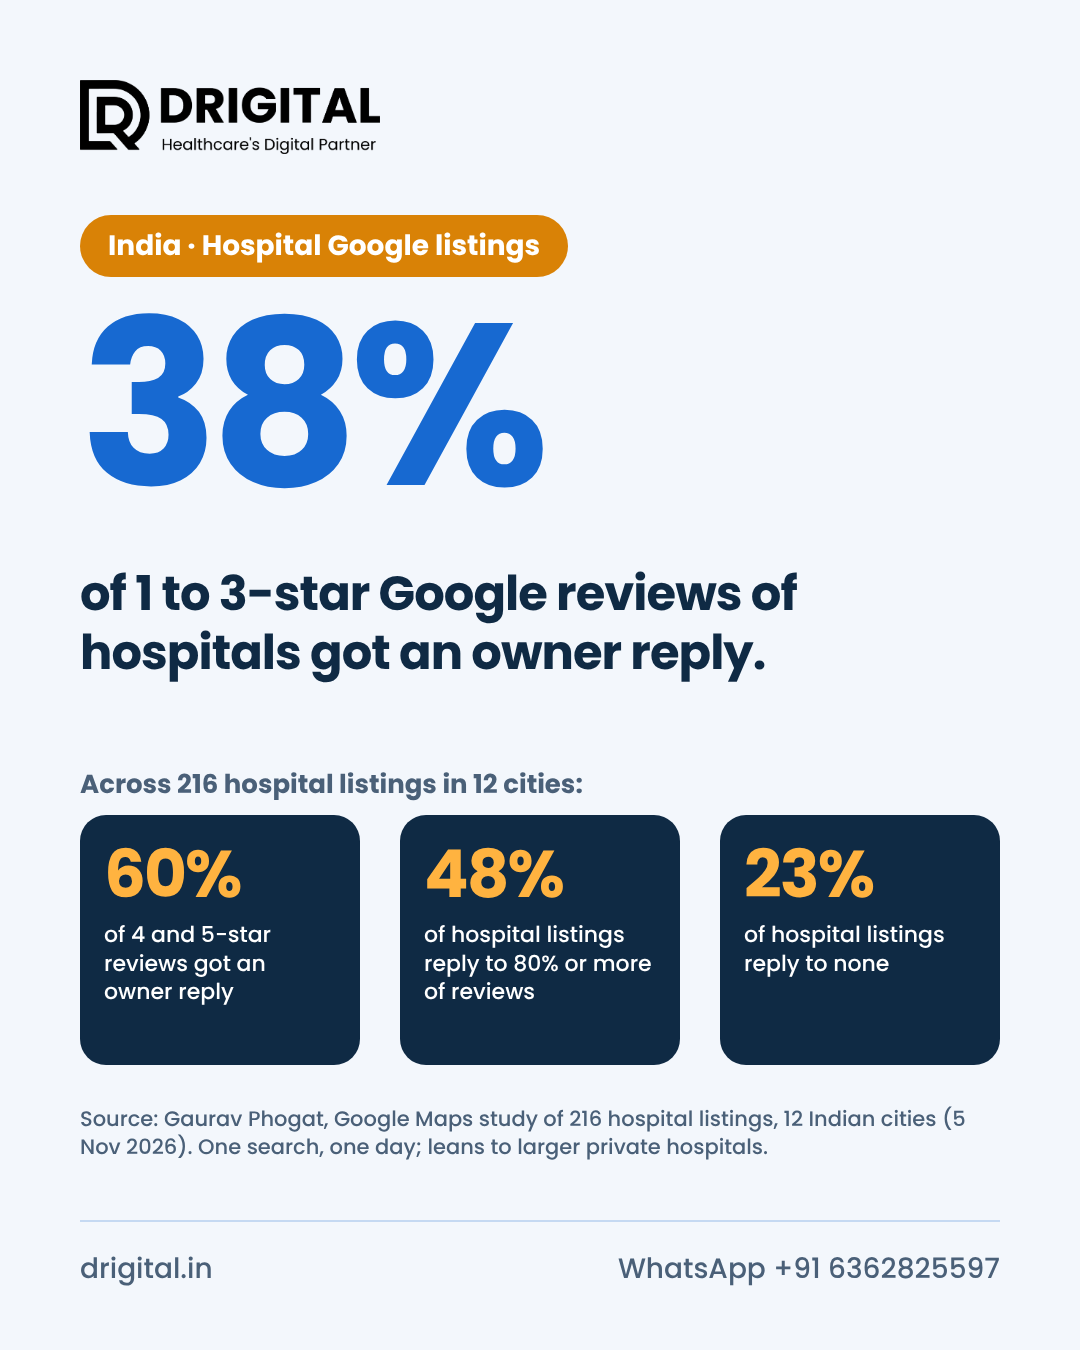 DRIGITAL
Healthcare's Digital Partner
India · Hospital Google listings
38%
of 1 to 3-star Google reviews of
hospitals got an owner reply.
Across 216 hospital listings in 12 cities:
60%
of 4 and 5-star
reviews got an
owner reply
48%
of hospital listings
reply to 80% or more
of reviews
23%
of hospital listings
reply to none
Source: Gaurav Phogat, Google Maps study of 216 hospital listings, 12 Indian cities (5
Nov 2026). One search, one day; leans to larger private hospitals.
drigital.in
WhatsApp +91 6362825597